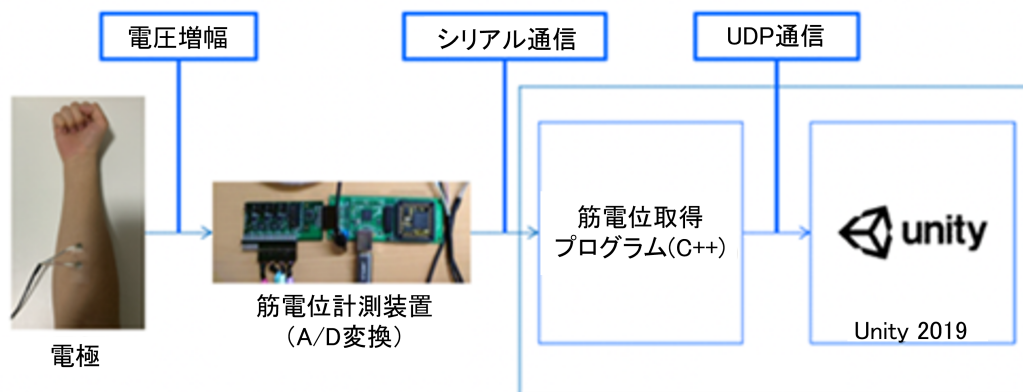 電圧増幅
シリアル通信
UDP通信
筋電位取得
プログラム(C++)
unity
Unity 2019
筋電位計測装置
(A/D変換)
電極